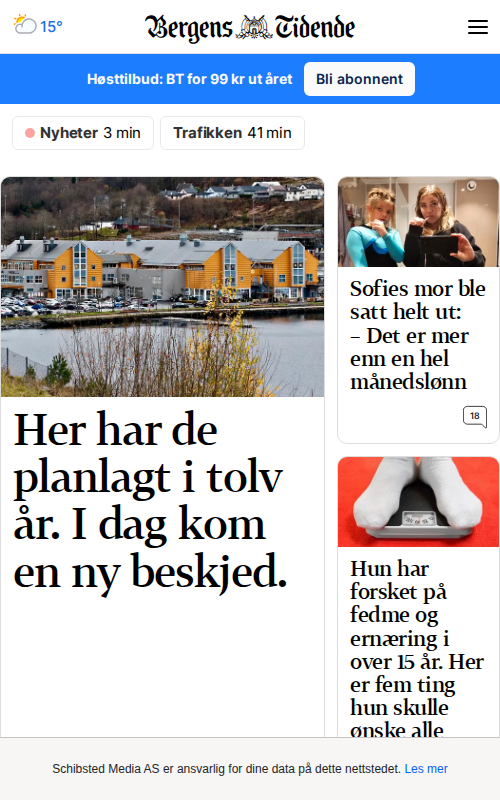 15°
Bergens Tidende
Høsttilbud: BT for 99 kr ut året
Bli abonnent
Nyheter 3 min
Trafikken 41 min
Her har de
planlagt i tolv
år. I dag kom
en ny beskjed.
Sofies mor ble
satt helt ut:
– Det er mer
enn en hel
månedslønn
18
Hun har
forsket på
fedme og
ernæring i
over 15 år. Her
er fem ting
hun skulle
ønske alle
Schibsted Media AS er ansvarlig for dine data på dette nettstedet. Les mer